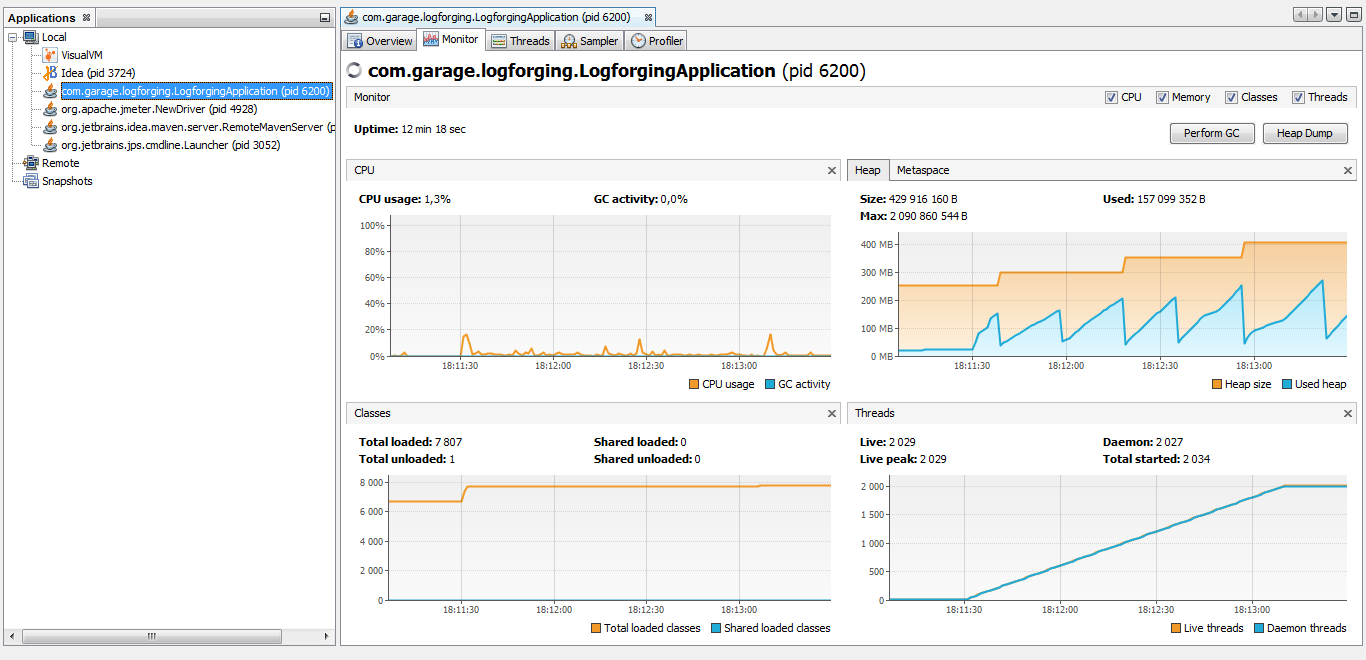 Applications
Local
VisualVM
Idea (pid 3724)
com.garage.logforging.LogforgingApplication (pid 6200)
org.apache.jmeter.NewDriver (pid 4928)
org.jetbrains.idea.maven.server.RemoteMavenServer (p
org.jetbrains.jps.cmdline.Launcher (pid 3052)
Remote
Snapshots
com.garage.logforging.LogforgingApplication (pid 6200)
Overview Monitor Threads Sampler Profiler
com.garage.logforging.LogforgingApplication (pid 6200)
Monitor CPU Memory Classes Threads
Uptime: 12 min 18 sec Perform GC Heap Dump
CPU
CPU usage: 1,3% GC activity: 0,0%
100%
80%
60%
40%
20%
0%
18:11:30 18:12:00 18:12:30 18:13:00
CPU usage GC activity
Heap Metaspace
Size: 429 916 160 B Used: 157 099 352 B
Max: 2 090 860 544 B
400 MB
300 MB
200 MB
100 MB
0 MB
18:11:30 18:12:00 18:12:30 18:13:00
Heap size Used heap
Classes
Total loaded: 7 807 Shared loaded: 0
Total unloaded: 1 Shared unloaded: 0
8 000
6 000
4 000
2 000
0
18:11:30 18:12:00 18:12:30 18:13:00
Total loaded classes Shared loaded classes
Threads
Live: 2 029 Daemon: 2 027
Live peak: 2 029 Total started: 2 034
2 000
1 500
1 000
500
0
18:11:30 18:12:00 18:12:30 18:13:00
Live threads Daemon threads